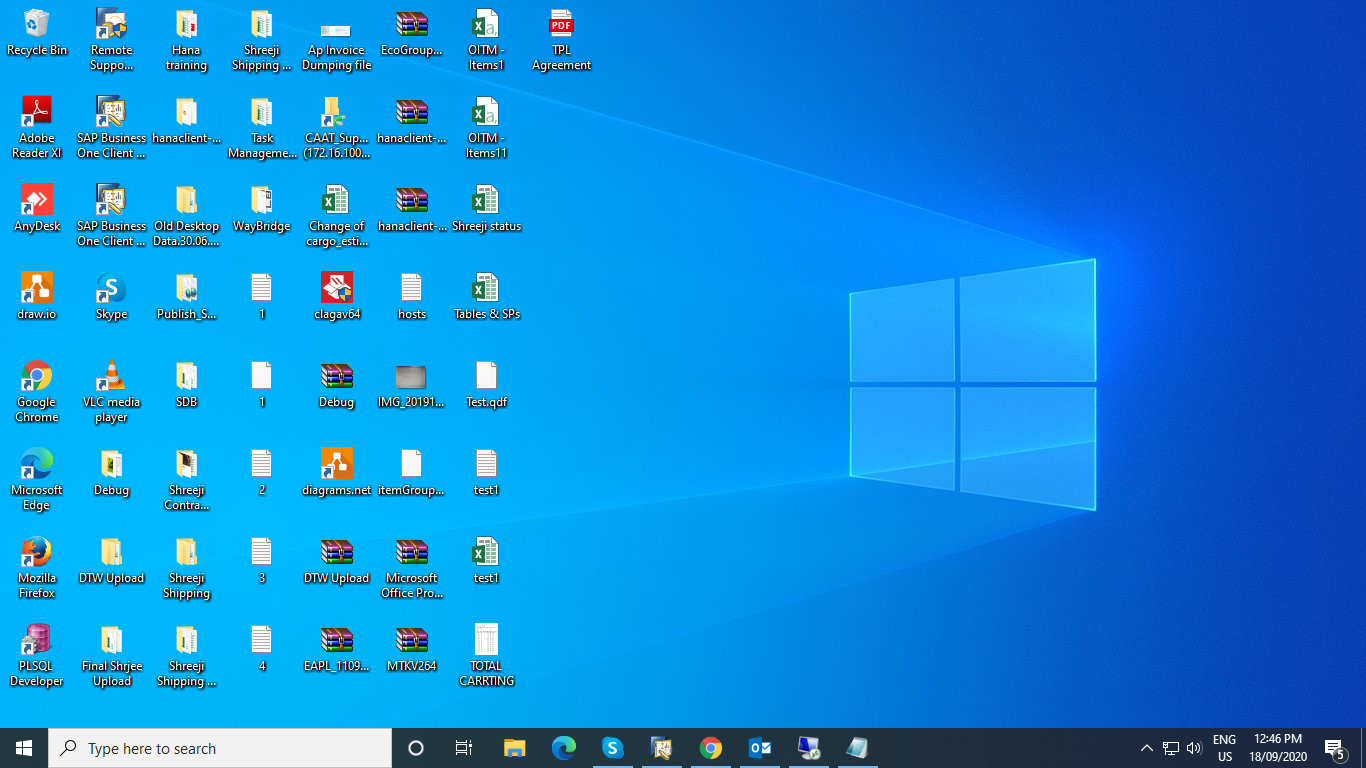 Recycle Bin
Remote
Suppo...
Hana
training
Shreeji
Shipping ...
Ap Invoice
Dumping file
EcoGroup...
OITM -
Items1
TPL
Agreement
Adobe
Reader XI
SAP Business
One Client ...
hanaclient-...
Task
Manageme...
CAAT_Sup...
(172.16.100...
hanaclient-...
OITM -
Items11
AnyDesk
SAP Business
One Client ...
Old Desktop
Data.30.06....
WayBridge
Change of
cargo_esti...
hanaclient-...
Shreeji status
draw.io
Skype
Publish_S...
1
clagav64
hosts
Tables & SPs
Google
Chrome
VLC media
player
SDB
1
Debug
IMG_20191...
Test.qdf
Microsoft
Edge
Debug
Shreeji
Contra...
2
diagrams.net
itemGroup...
test1
Mozilla
Firefox
DTW Upload
Shreeji
Shipping
3
DTW Upload
Microsoft
Office Pro...
test1
PLSQL
Developer
Final Shrjee
Upload
Shreeji
Shipping ...
4
EAPL_1109...
MTKV264
TOTAL
CARRTING
PDF
Type here to search
ENG
US
12:46 PM
18/09/2020
5